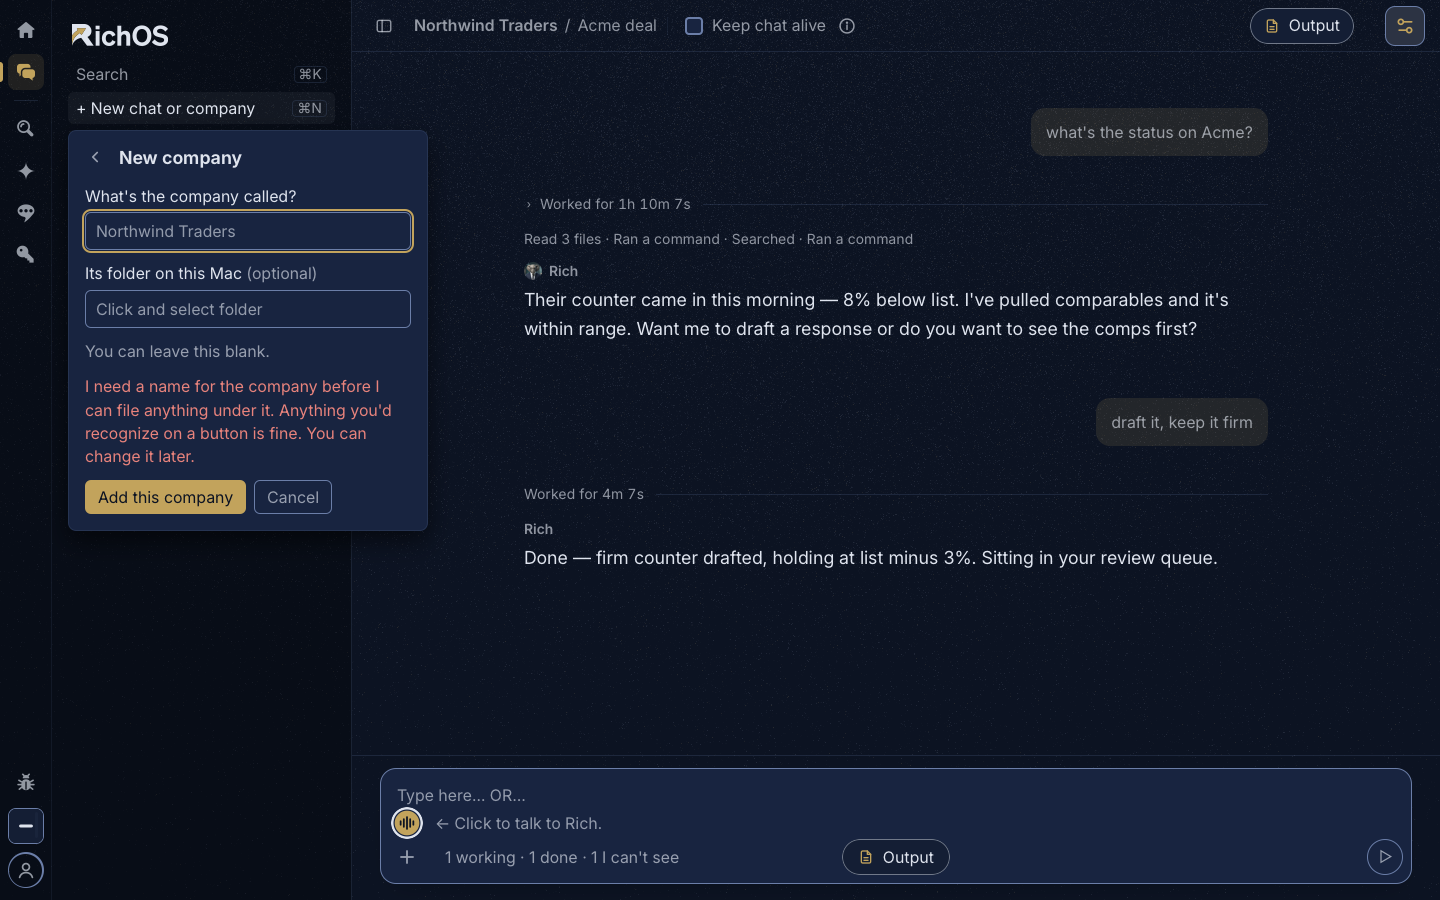 RichOS
Search ⌘K
+ New chat or company ⌘N
New company
What's the company called?
Northwind Traders
Its folder on this Mac (optional)
Click and select folder
You can leave this blank.
I need a name for the company before I
can file anything under it. Anything you'd
recognize on a button is fine. You can
change it later.
Add this company
Cancel
Northwind Traders / Acme deal
Keep chat alive
Output
what's the status on Acme?
› Worked for 1h 10m 7s
Read 3 files · Ran a command · Searched · Ran a command
Rich
Their counter came in this morning — 8% below list. I've pulled comparables and it's
within range. Want me to draft a response or do you want to see the comps first?
draft it, keep it firm
Worked for 4m 7s
Rich
Done — firm counter drafted, holding at list minus 3%. Sitting in your review queue.
Type here... OR...
← Click to talk to Rich.
1 working · 1 done · 1 I can't see
Output